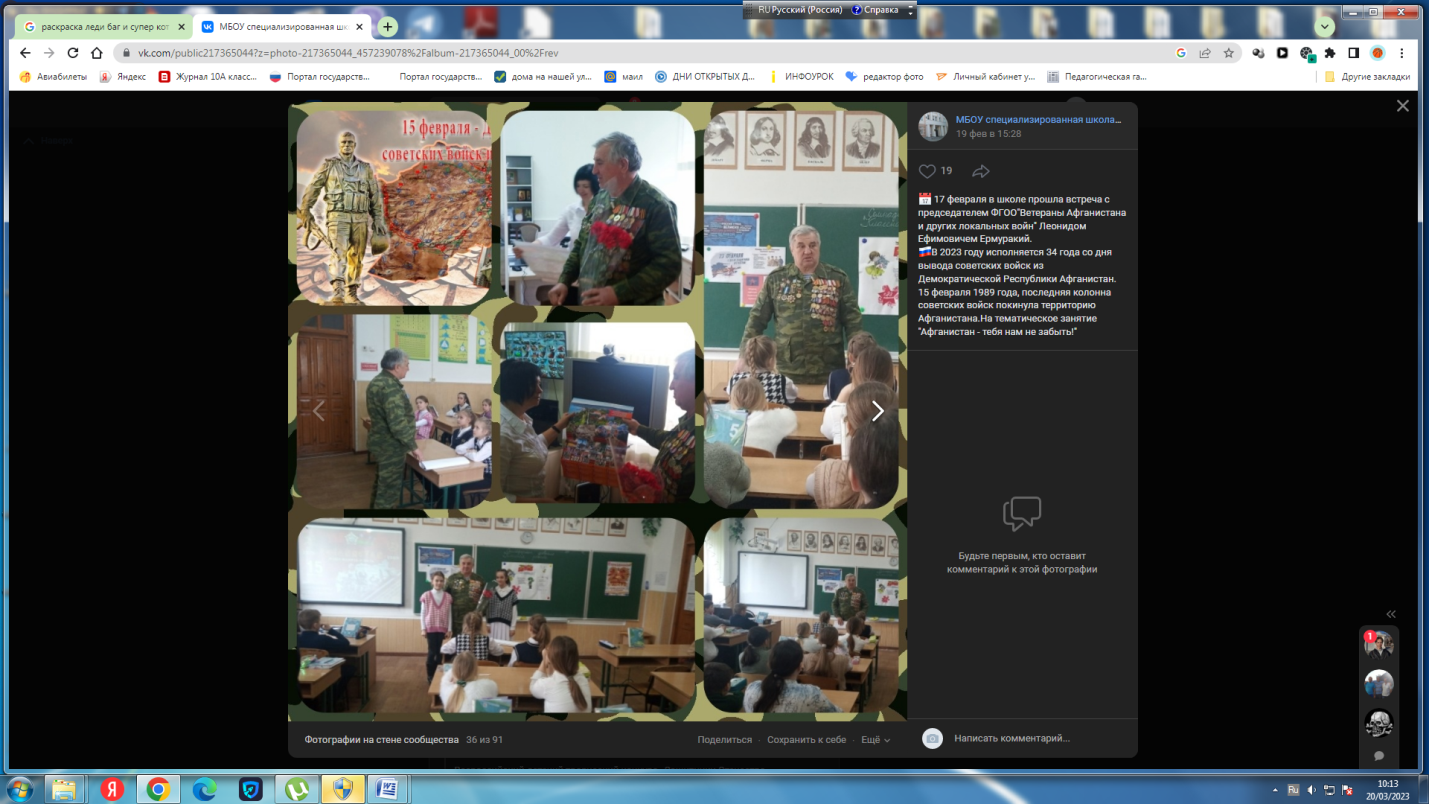 RU Русский (Россия) Справка
раскраска леди баг и супер кот
МБОУ специализированная шк
vk.com/public217365044?z=photo-217365044_457239078%2Falbum-217365044_00%2Frev
Авиабилеты Яндекс Журнал 10А класс... Портал государств... Портал государств... дома на нашей ул... маил ДНИ ОТКРЫТЫХ Д... ИНФОУРОК редактор фото Личный кабинет у... Педагогическая га... Другие закладки
15 февраля - Д
советских войск и
МБОУ специализированная школа...
19 фев в 15:28
19
17 февраля в школе прошла встреча с
председателем ФГОО"Ветераны Афганистана
и других локальных войн" Леонидом
Ефимовичем Ермуракий.
В 2023 году исполняется 34 года со дня
вывода советских войск из
Демократической Республики Афганистан.
15 февраля 1989 года, последняя колонна
советских войск покинула территорию
Афганистана.На тематическое занятие
"Афганистан - тебя нам не забыть!"
Будьте первым, кто оставит
комментарий к этой фотографии
1
Фотографии на стене сообщества 36 из 91 Поделиться · Сохранить к себе · Ещё
Написать комментарий...
Ru
10:13
20/03/2023